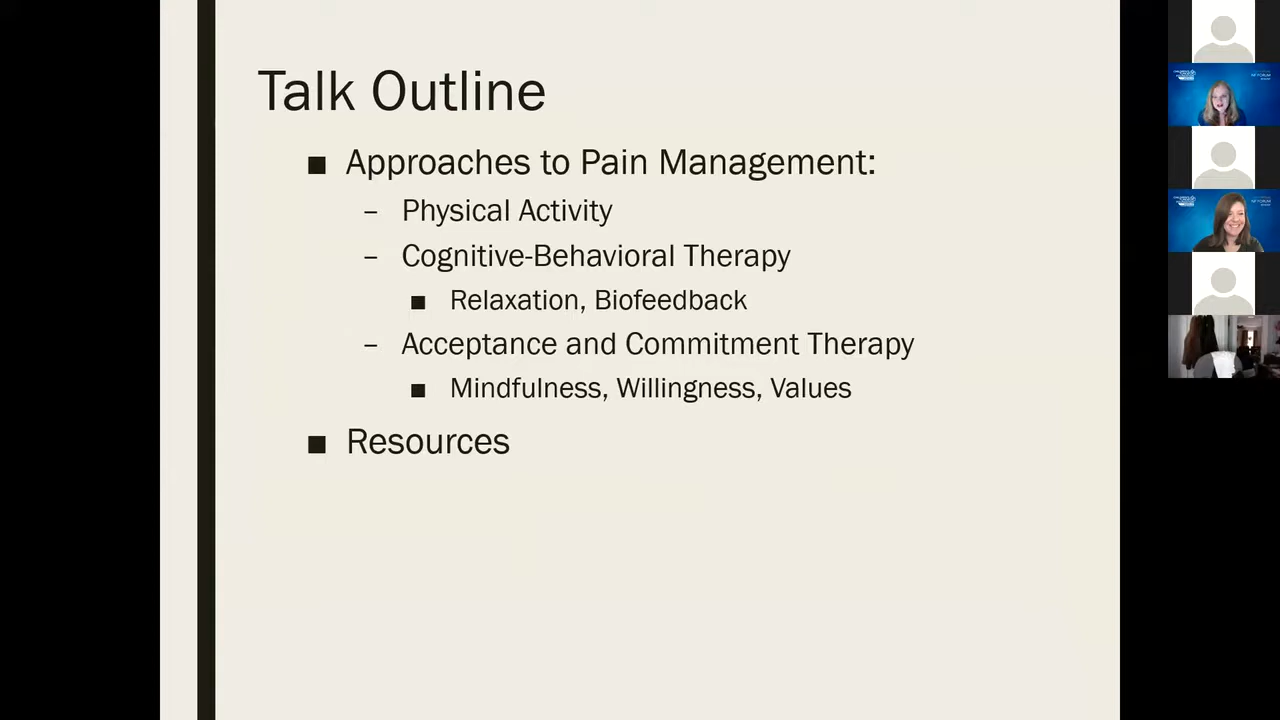 Talk Outline
■ Approaches to Pain Management:
– Physical Activity
– Cognitive-Behavioral Therapy
■ Relaxation, Biofeedback
– Acceptance and Commitment Therapy
■ Mindfulness, Willingness, Values
■ Resources